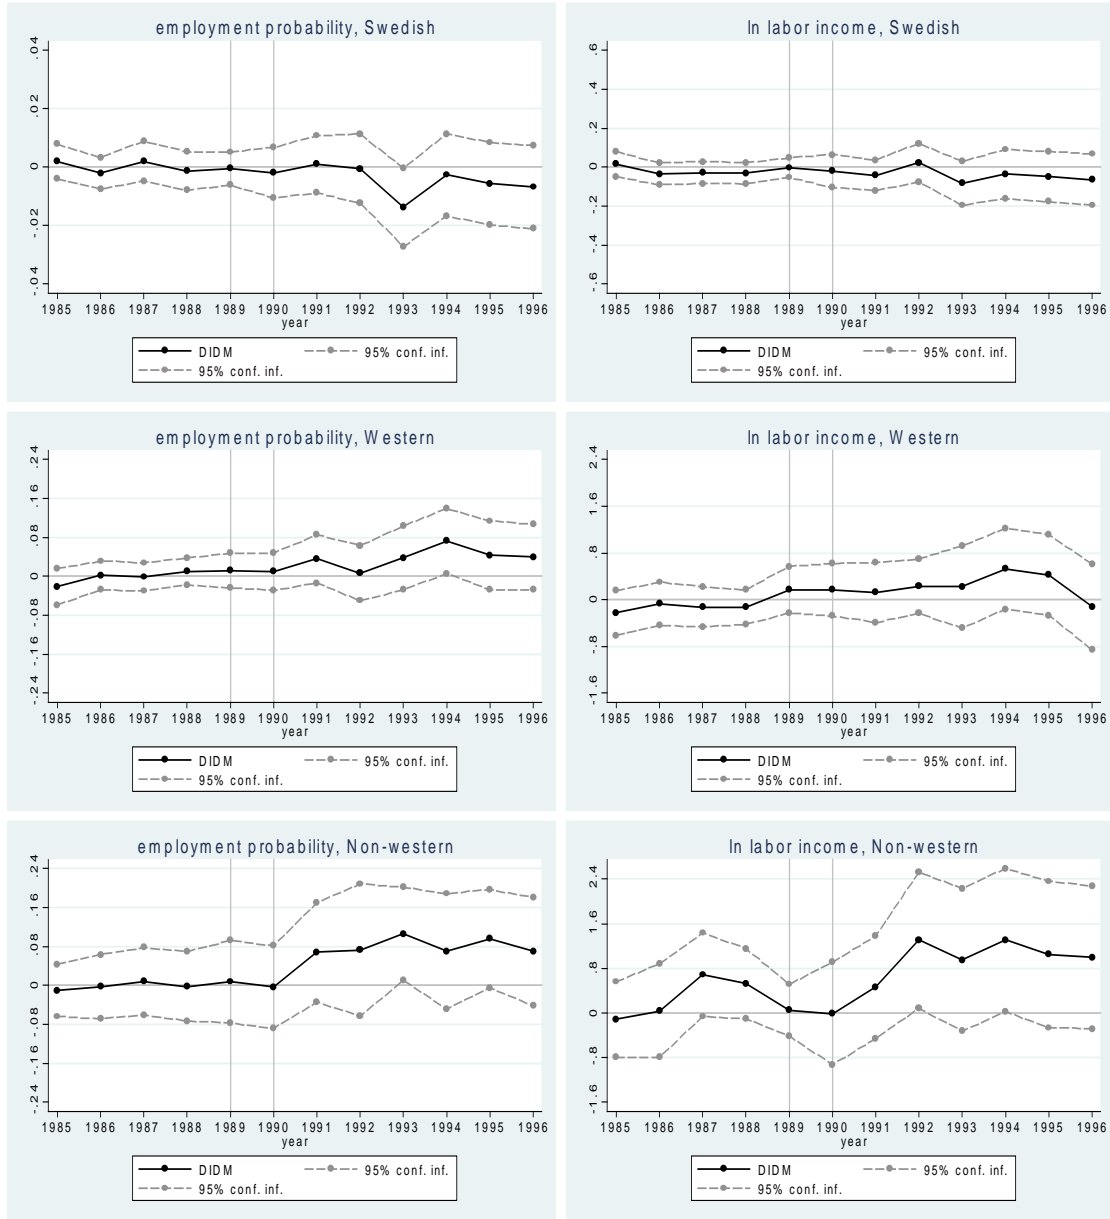 employment probability, Swedish
.04
.02
0
-.02
-.04
1985 1986 1987 1988 1989 1990 1991 1992 1993 1994 1995 1996
year
DIDM 95% conf. inf.
95% conf. inf.
ln labor income, Swedish
.6
.4
.2
0
-.2
-.4
-.6
1985 1986 1987 1988 1989 1990 1991 1992 1993 1994 1995 1996
year
DIDM 95% conf. inf.
95% conf. inf.
employment probability, Western
.24
.16
.08
0
-.08
-.16
-.24
1985 1986 1987 1988 1989 1990 1991 1992 1993 1994 1995 1996
year
DIDM 95% conf. inf.
95% conf. inf.
ln labor income, Western
2.4
1.6
.8
0
-.8
-1.6
1985 1986 1987 1988 1989 1990 1991 1992 1993 1994 1995 1996
year
DIDM 95% conf. inf.
95% conf. inf.
employment probability, Non-western
.24
.16
.08
0
-.08
-.16
-.24
1985 1986 1987 1988 1989 1990 1991 1992 1993 1994 1995 1996
year
DIDM 95% conf. inf.
95% conf. inf.
ln labor income, Non-western
2.4
1.6
.8
0
-.8
-1.6
1985 1986 1987 1988 1989 1990 1991 1992 1993 1994 1995 1996
year
DIDM 95% conf. inf.
95% conf. inf.